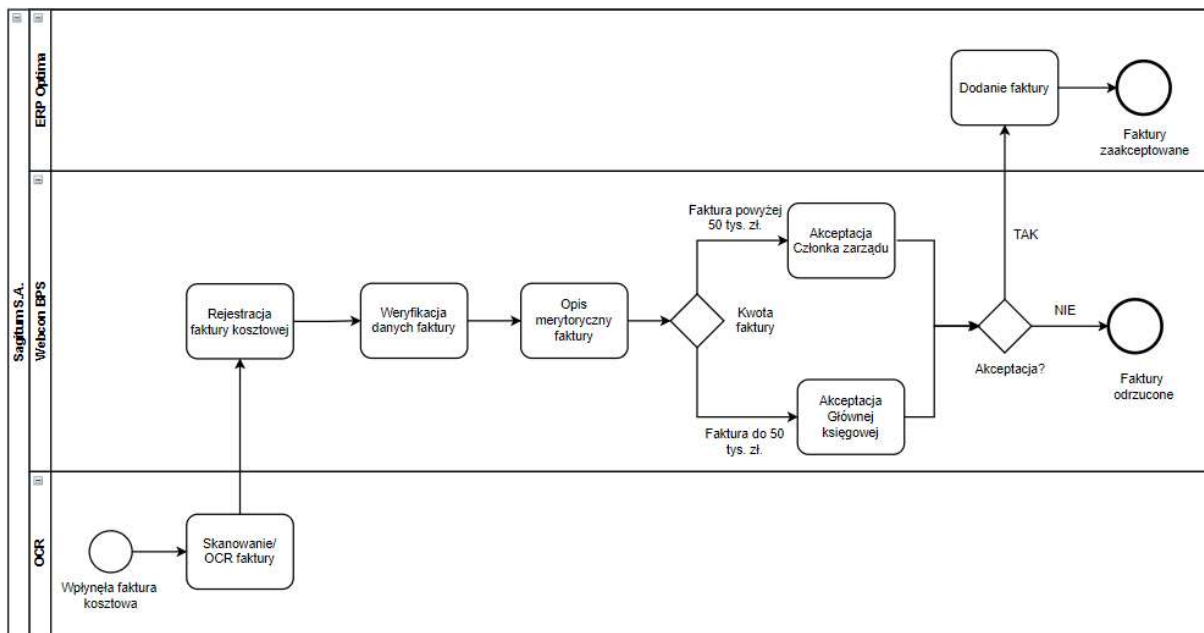 Sagitum S.A.
ERP Optima
Dodanie faktury
Faktury
zaakceptowane
Webcon BPS
Rejestracja
faktury kosztowej
Weryfikacja
danych faktury
Opis
merytoryczny
faktury
Faktura powyżej
50 tys. zł.
Kwota
faktury
Faktura do 50
tys. zł.
Akceptacja
Członka zarządu
Akceptacja
Głównej
księgowej
TAK
NIE
Akceptacja?
Faktury
odrzucone
OCR
Wpłynęła faktura
kosztowa
Skanowanie/
OCR faktury